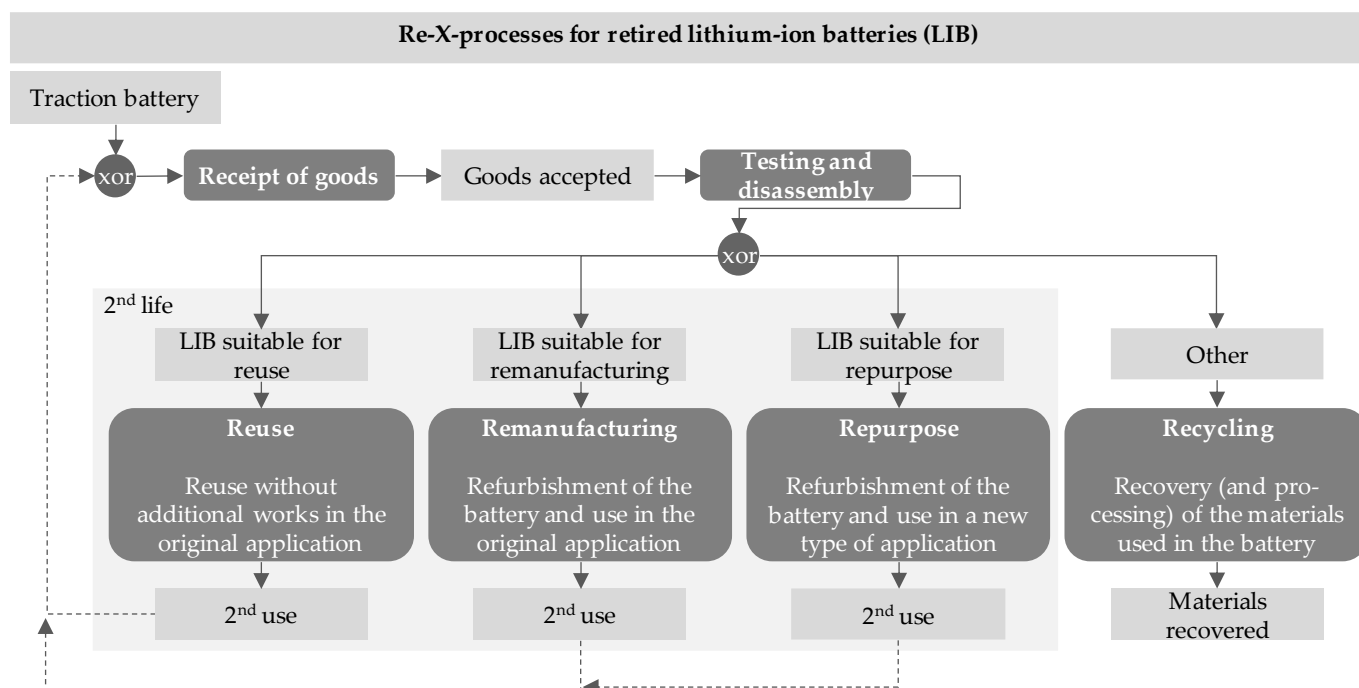 Re-X-processes for retired lithium-ion batteries (LIB)
Traction battery
xor
Receipt of goods
Goods accepted
Testing and
disassembly
xor
2nd life
LIB suitable for
reuse
LIB suitable for
remanufacturing
LIB suitable for
repurpose
Other
Reuse
Reuse without
additional works in the
original application
Remanufacturing
Refurbishment of the
battery and use in the
original application
Repurpose
Refurbishment of the
battery and use in a new
type of application
Recycling
Recovery (and pro-
cessing) of the materials
used in the battery
2nd use
2nd use
2nd use
Materials
recovered